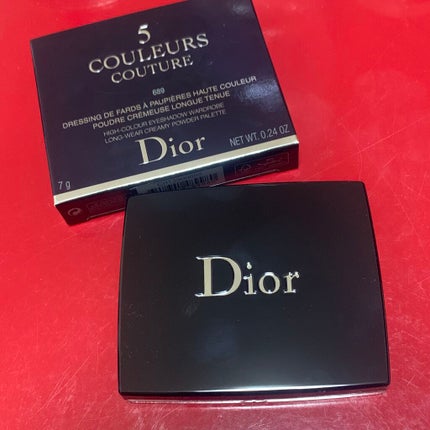 5
COULEURS
COUTURE
689
DRESSING DE FARDS À PAUPIÈRES HAUTE COULEUR
POUDRE CRÉMEUSE LONGUE TENUE
HIGH-COLOUR EYESHADOW WARDROBE
LONG-WEAR CREAMY POWDER PALETTE
Dior
7 g
NET WT. 0.24 OZ
Dior